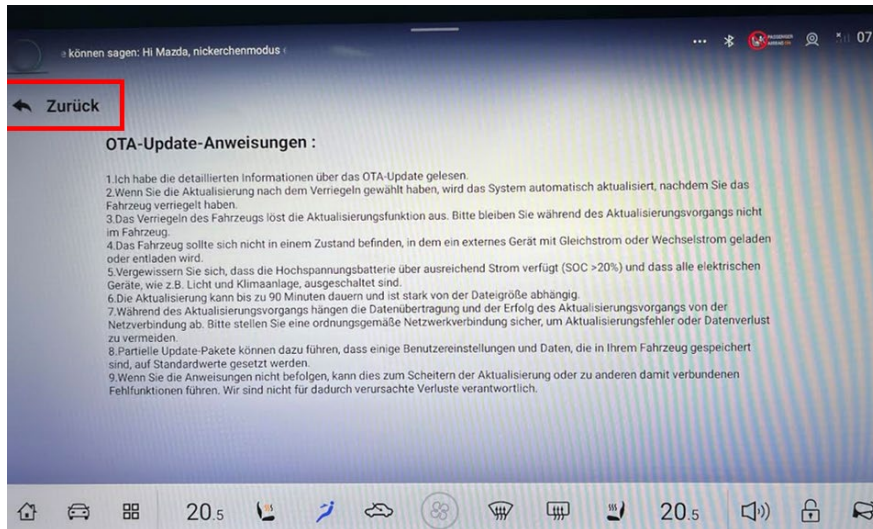 können sagen: Hi Mazda, nickerchenmodus
07
Zurück
OTA-Update-Anweisungen :
1.Ich habe die detaillierten Informationen über das OTA-Update gelesen.
2.Wenn Sie die Aktualisierung nach dem Verriegeln gewählt haben, wird das System automatisch aktualisiert, nachdem Sie das
Fahrzeug verriegelt haben.
3.Das Verriegeln des Fahrzeugs löst die Aktualisierungsfunktion aus. Bitte bleiben Sie während des Aktualisierungsvorgangs nicht
im Fahrzeug.
4.Das Fahrzeug sollte sich nicht in einem Zustand befinden, in dem ein externes Gerät mit Gleichstrom oder Wechselstrom geladen
oder entladen wird.
5.Vergewissern Sie sich, dass die Hochspannungsbatterie über ausreichend Strom verfügt (SOC >20%) und dass alle elektrischen
Geräte, wie z.B. Licht und Klimaanlage, ausgeschaltet sind.
6.Die Aktualisierung kann bis zu 90 Minuten dauern und ist stark von der Dateigröße abhängig.
7.Während des Aktualisierungsvorgangs hängen die Datenübertragung und der Erfolg des Aktualisierungsvorgangs von der
Netzverbindung ab. Bitte stellen Sie eine ordnungsgemäße Netzwerkverbindung sicher, um Aktualisierungsfehler oder Datenverlust
zu vermeiden.
8.Partielle Update-Pakete können dazu führen, dass einige Benutzereinstellungen und Daten, die in Ihrem Fahrzeug gespeichert
sind, auf Standardwerte gesetzt werden.
9.Wenn Sie die Anweisungen nicht befolgen, kann dies zum Scheitern der Aktualisierung oder zu anderen damit verbundenen
Fehlfunktionen führen. Wir sind nicht für dadurch verursachte Verluste verantwortlich.
20.5 20.5